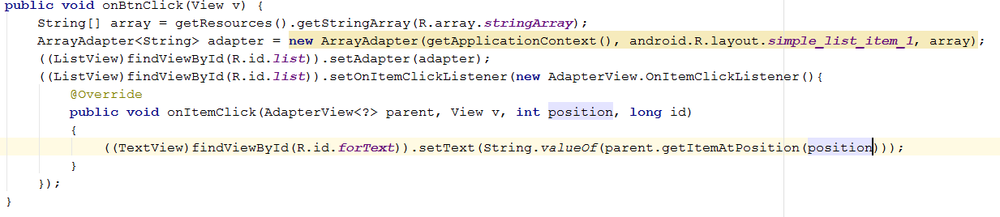 public void onBtnClick(View v) {
String[] array = getResources().getStringArray(R.array.stringArray);
ArrayAdapter<String> adapter = new ArrayAdapter(getApplicationContext(), android.R.layout.simple_list_item_1, array);
((ListView)findViewById(R.id.list)).setAdapter(adapter);
((ListView)findViewById(R.id.list)).setOnItemClickListener(new AdapterView.OnItemClickListener(){
@Override
public void onItemClick(AdapterView<?> parent, View v, int position, long id)
{
((TextView)findViewById(R.id.forText)).setText(String.valueOf(parent.getItemAtPosition(position)));
}
});
}